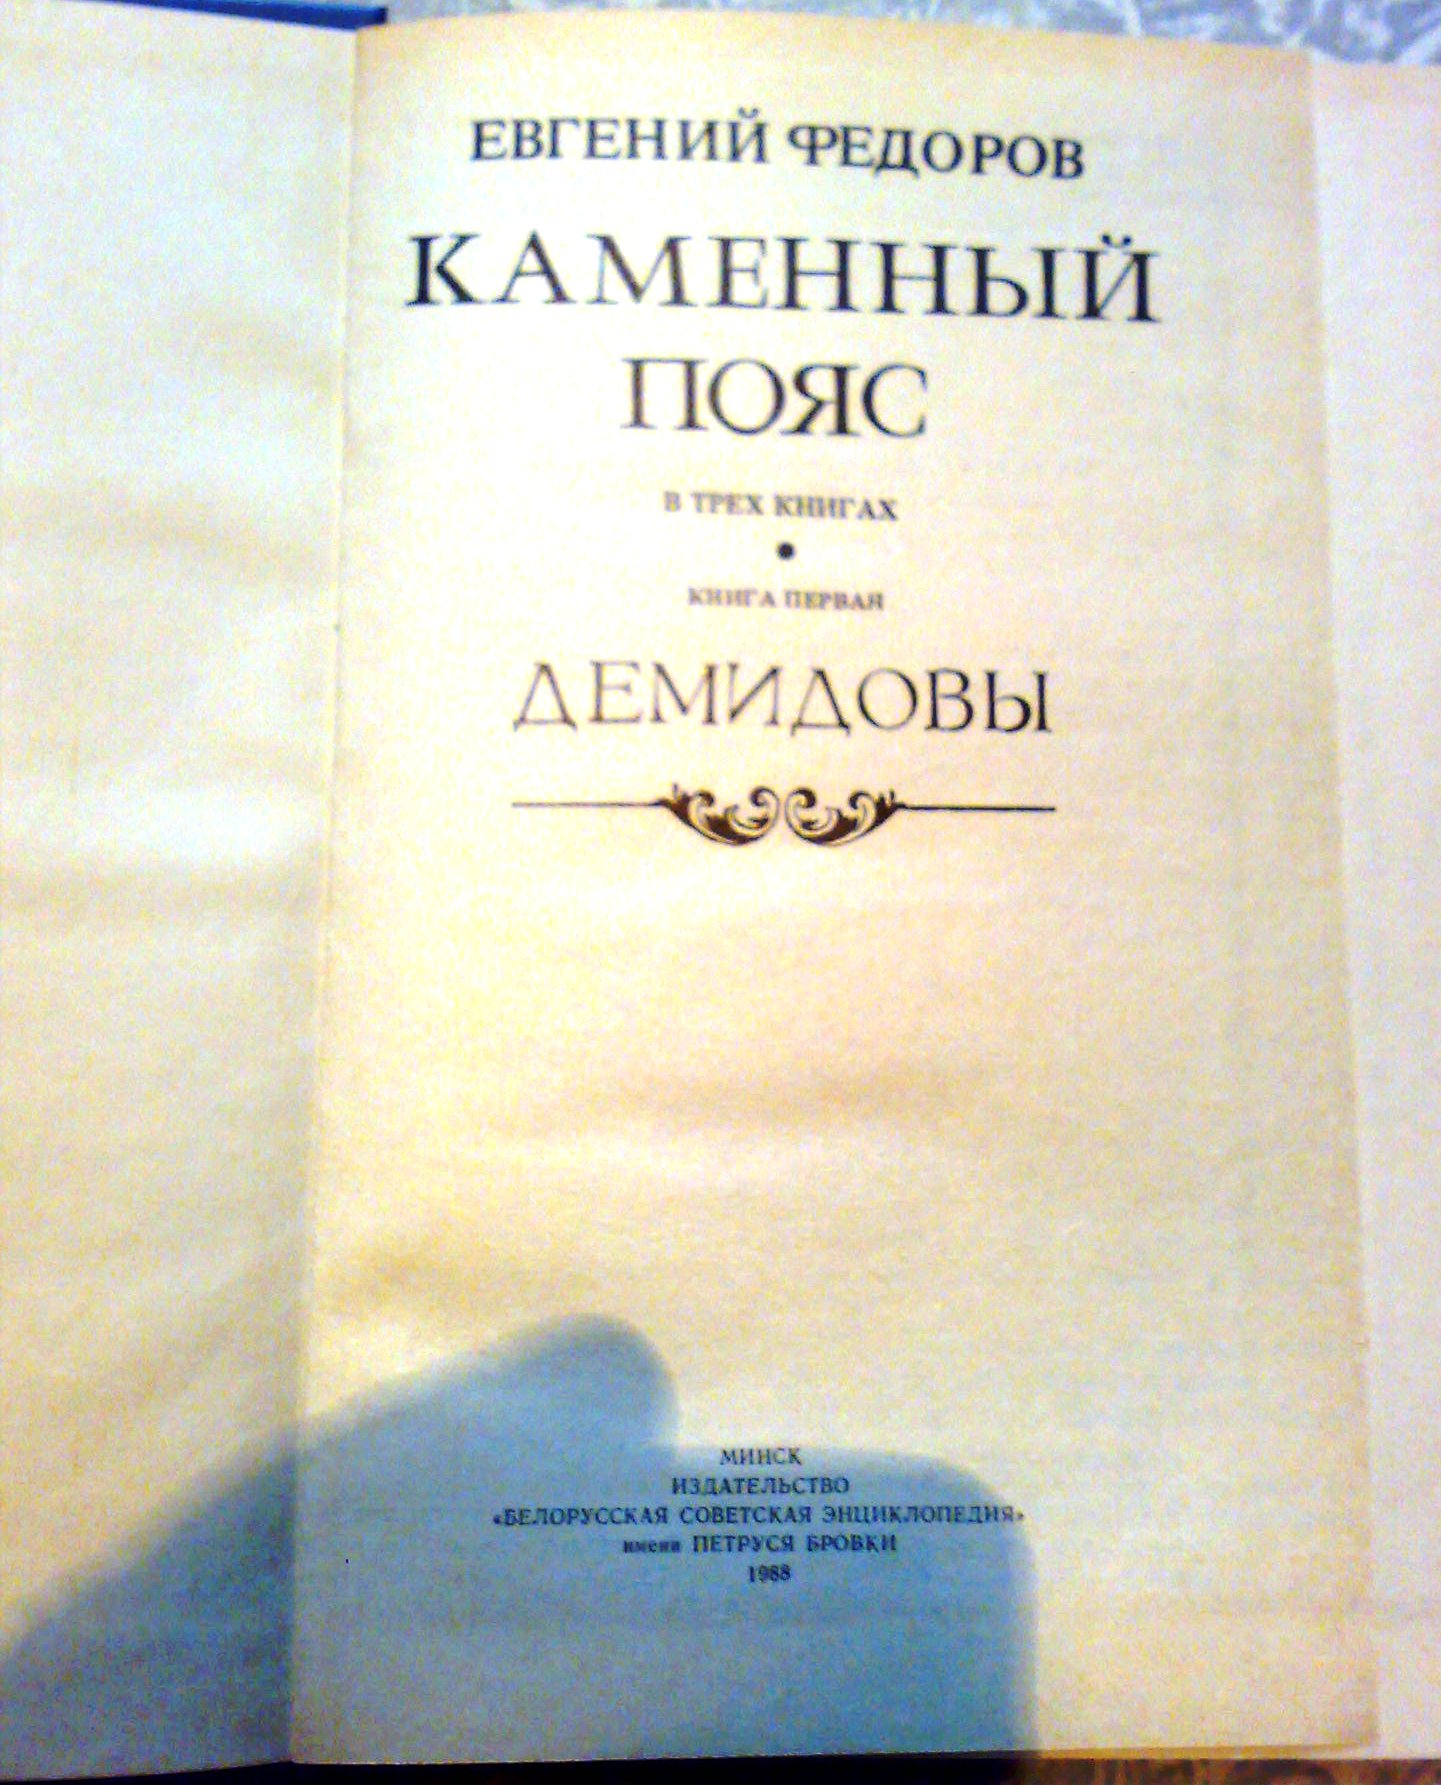 ЕВГЕНИЙ ФЕДОРОВ
КАМЕННЫЙ
ПОЯС
В ТРЕХ КНИГАХ
•
КНИГА ПЕРВАЯ
ДЕМИДОВЫ
МИНСК
ИЗДАТЕЛЬСТВО
«БЕЛОРУССКАЯ СОВЕТСКАЯ ЭНЦИКЛОПЕДИЯ»
имени ПЕТРУСЯ БРОВКИ
1988